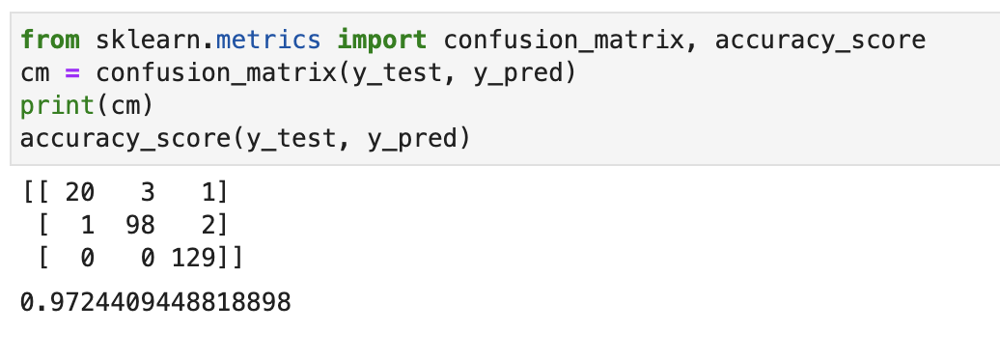 from sklearn.metrics import confusion_matrix, accuracy_score
cm = confusion_matrix(y_test, y_pred)
print(cm)
accuracy_score(y_test, y_pred)
[[ 20   3   1]
 [  1  98   2]
 [  0   0 129]]
0.9724409448818898